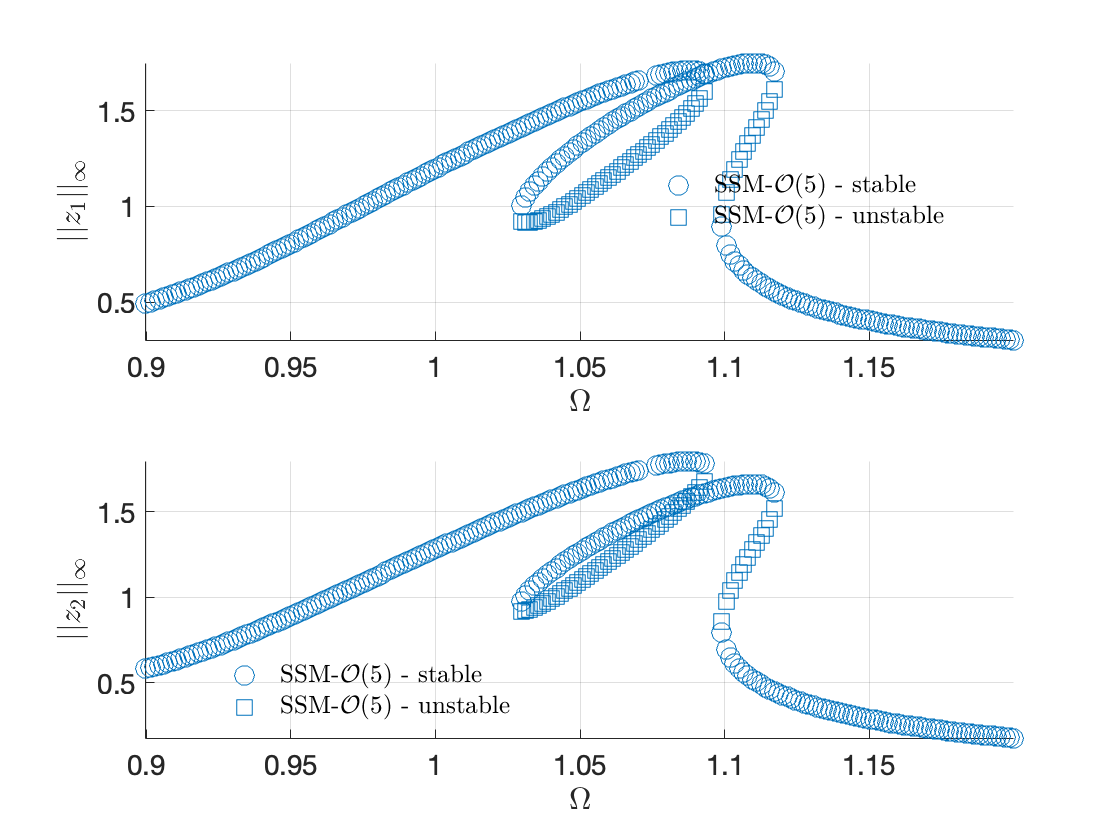 1.5
1
0.5
||z₁||∞
SSM-𝒪(5) - stable
SSM-𝒪(5) - unstable
0.9 0.95 1 1.05 1.1 1.15
Ω
1.5
1
0.5
||z₂||∞
SSM-𝒪(5) - stable
SSM-𝒪(5) - unstable
0.9 0.95 1 1.05 1.1 1.15
Ω